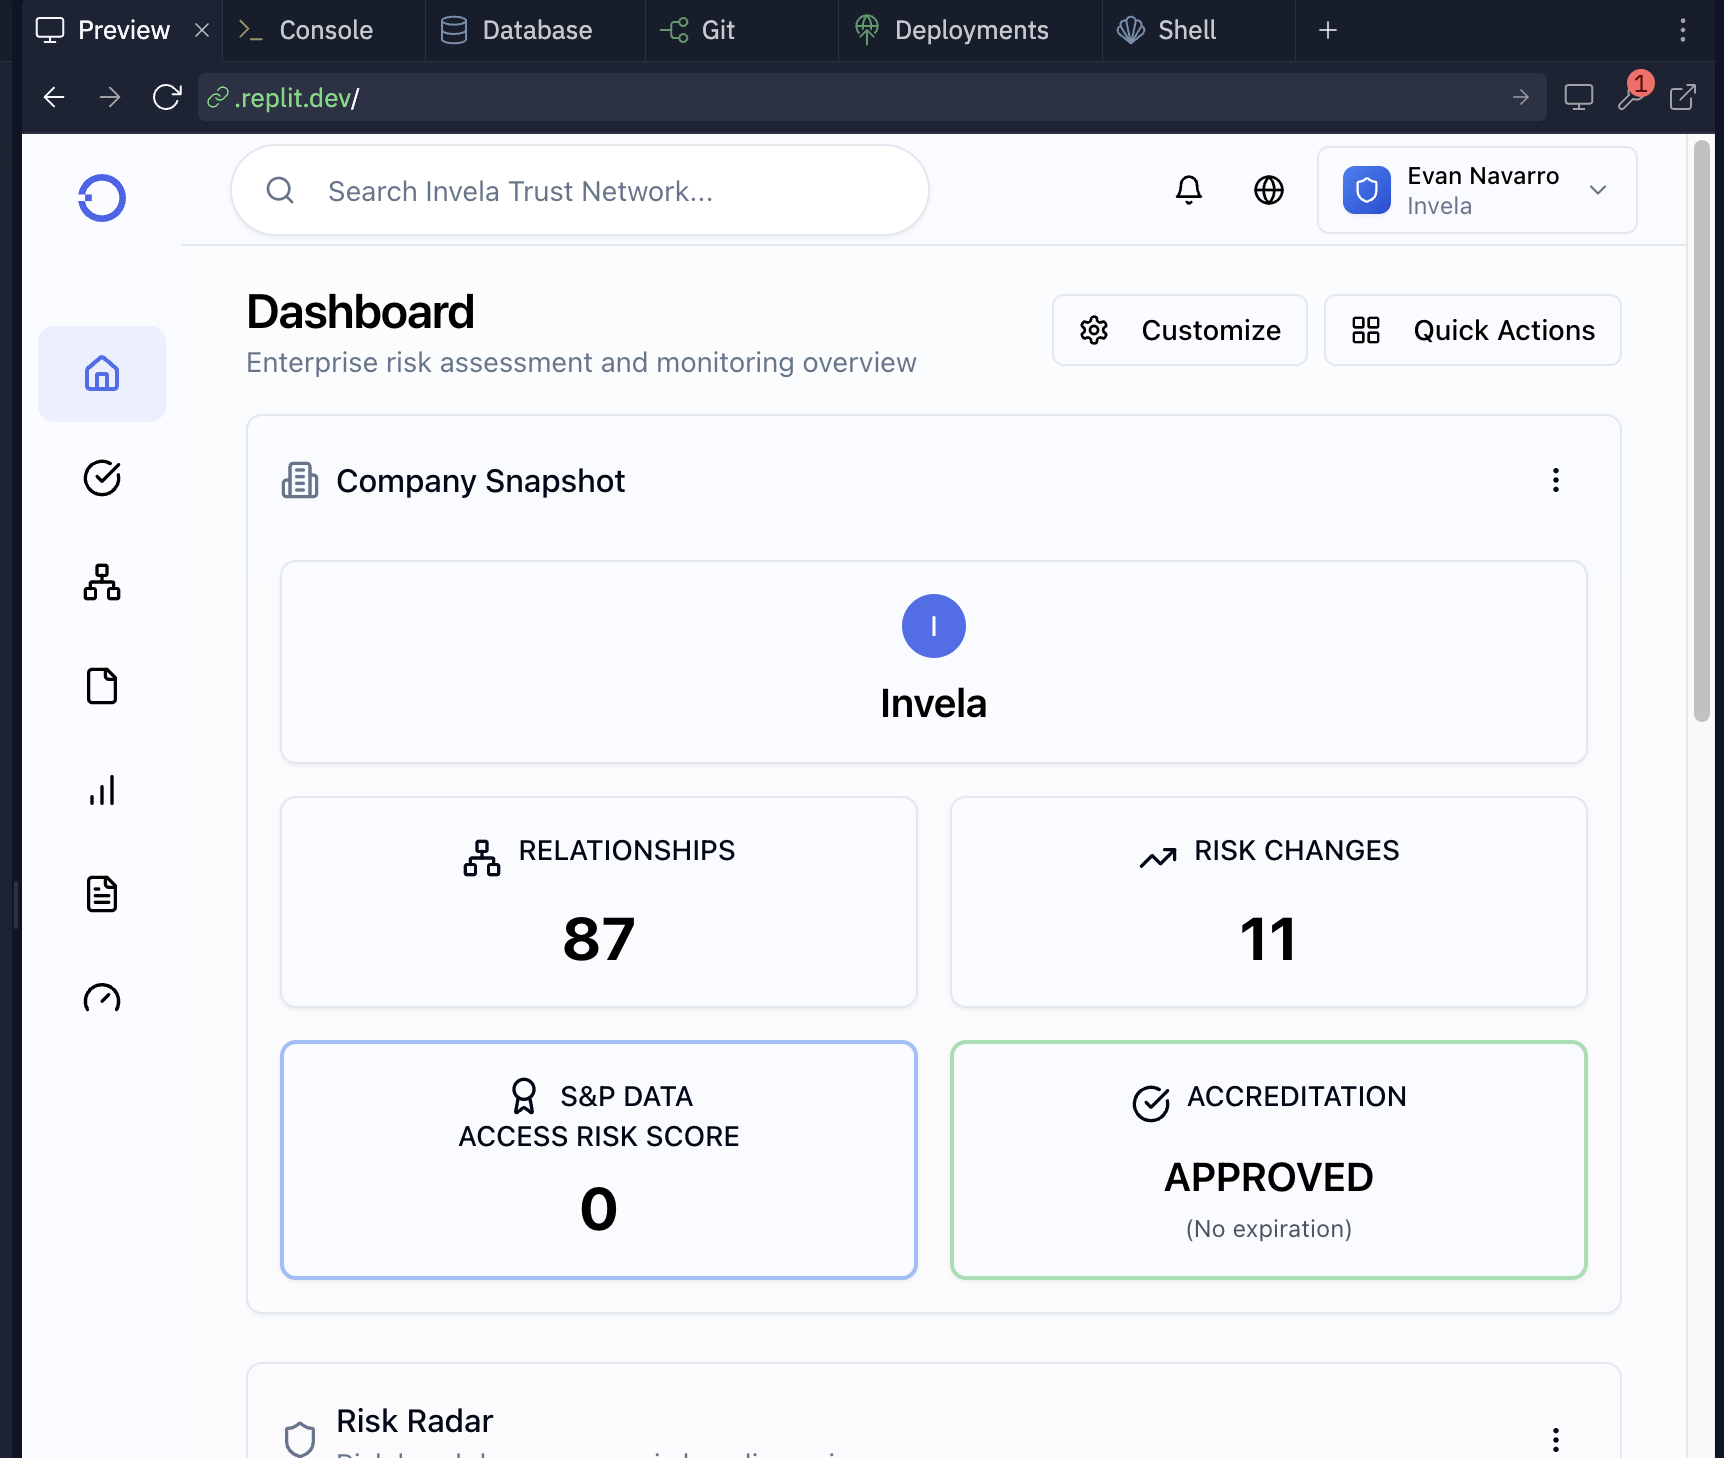 Preview
Console
Database
Git
Deployments
Shell
.replit.dev/
1
Search Invela Trust Network...
Evan Navarro
Invela
Dashboard
Enterprise risk assessment and monitoring overview
Customize
Quick Actions
Company Snapshot
I
Invela
RELATIONSHIPS
87
RISK CHANGES
11
S&P DATA
ACCESS RISK SCORE
0
ACCREDITATION
APPROVED
(No expiration)
Risk Radar